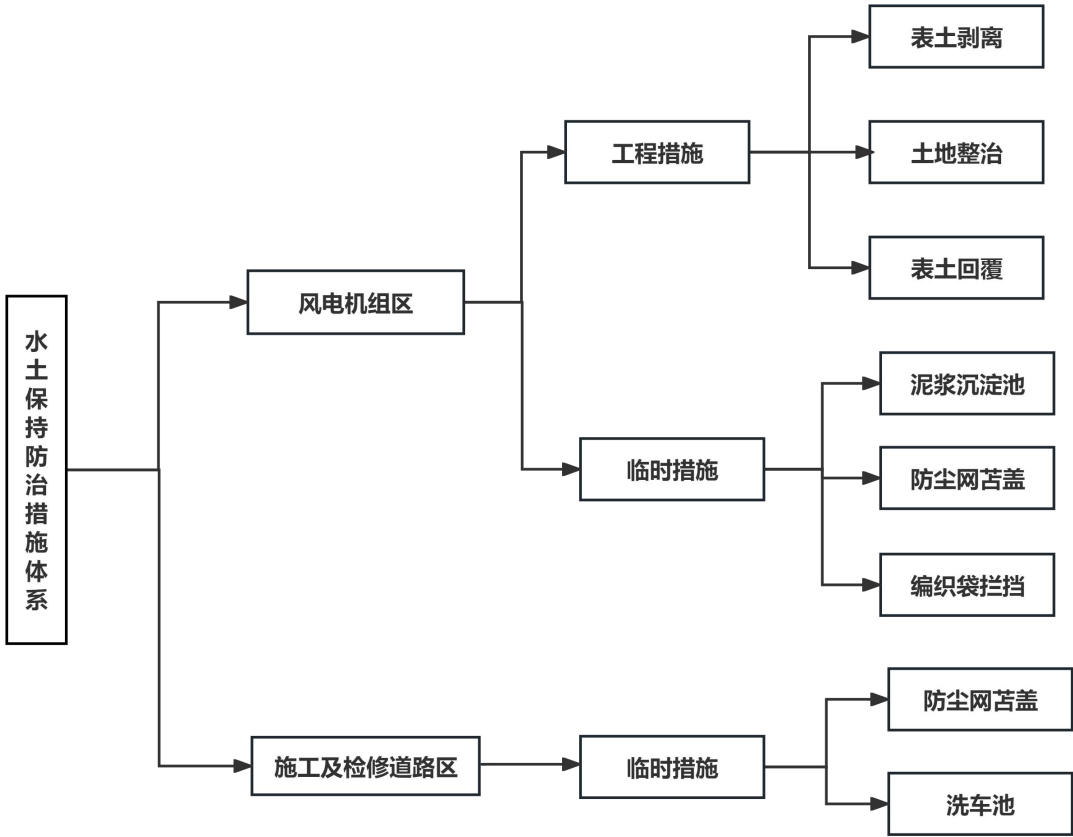 水土保持防治措施体系
风电机组区
工程措施
表土剥离
土地整治
表土回覆
临时措施
泥浆沉淀池
防尘网苫盖
编织袋拦挡
施工及检修道路区
临时措施
防尘网苫盖
洗车池